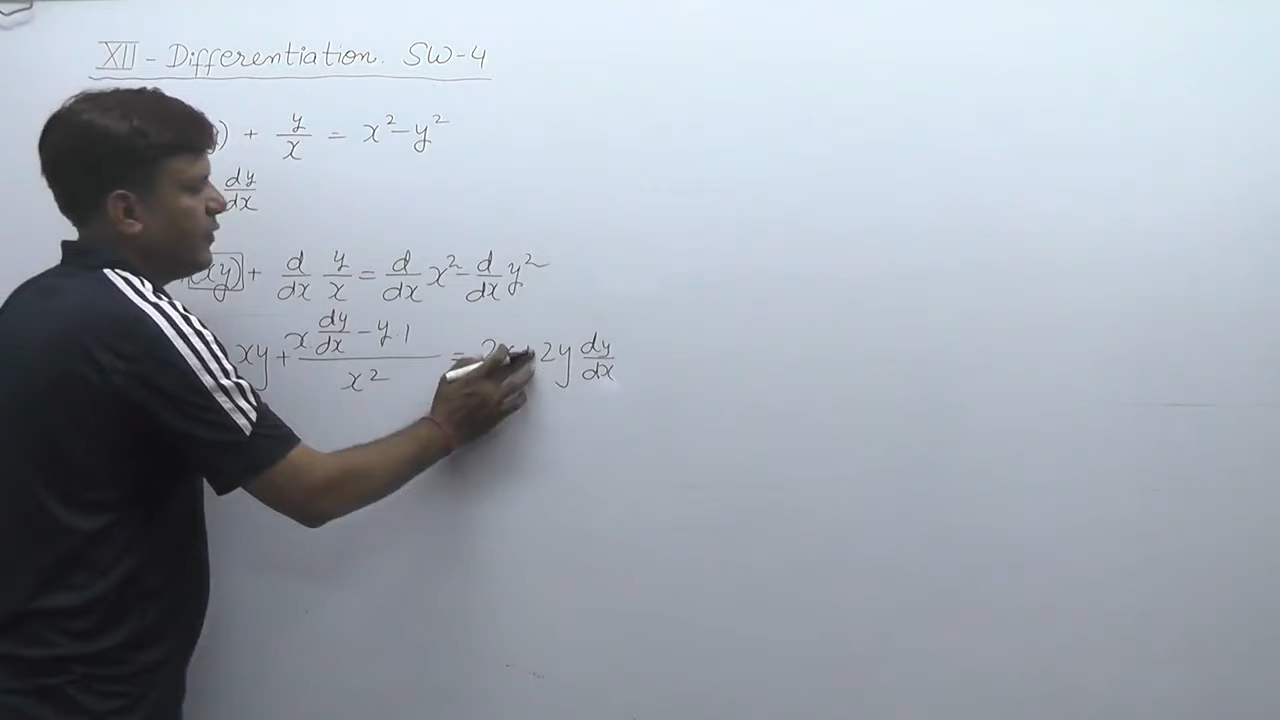 XII - Differentiation. SW-4
) + y/x = x² - y²
dy/dx
(xy) + d/dx y/x = d/dx x² - d/dx y²
xy + (x dy/dx - y.1)/x² = 2y dy/dx